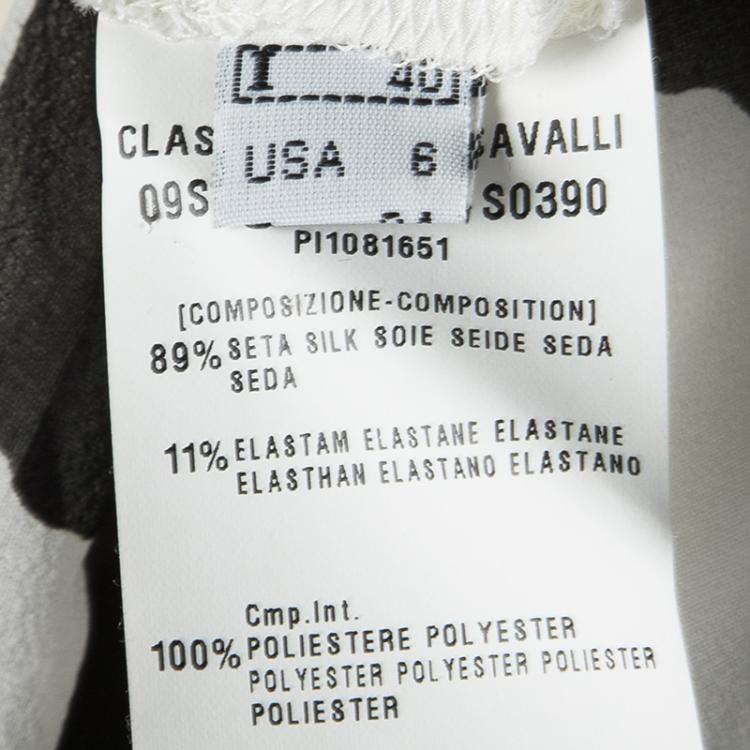 I 40
CLAS AVALLI
USA 6
09S S0390
PI1081651
[COMPOSIZIONE-COMPOSITION]
89% SETA SILK SOIE SEIDE SEDA
SEDA
11% ELASTAM ELASTANE ELASTANE
ELASTHAN ELASTANO ELASTANO
Cmp.Int.
100% POLIESTERE POLYESTER
POLYESTER POLYESTER POLIESTER
POLIESTER